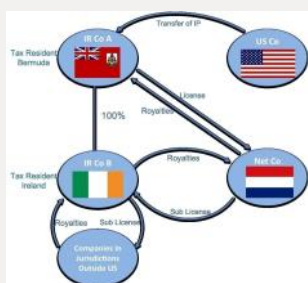 Transfer of IP
IR Co A
US Co
Tax Resident
Bermuda
License
Royalties
100%
IR Co B
Royalties
Net Co
Tax Resident
Ireland
Royalties
Sub License
Sub License
Companies in
Jurisdictions
Outside US